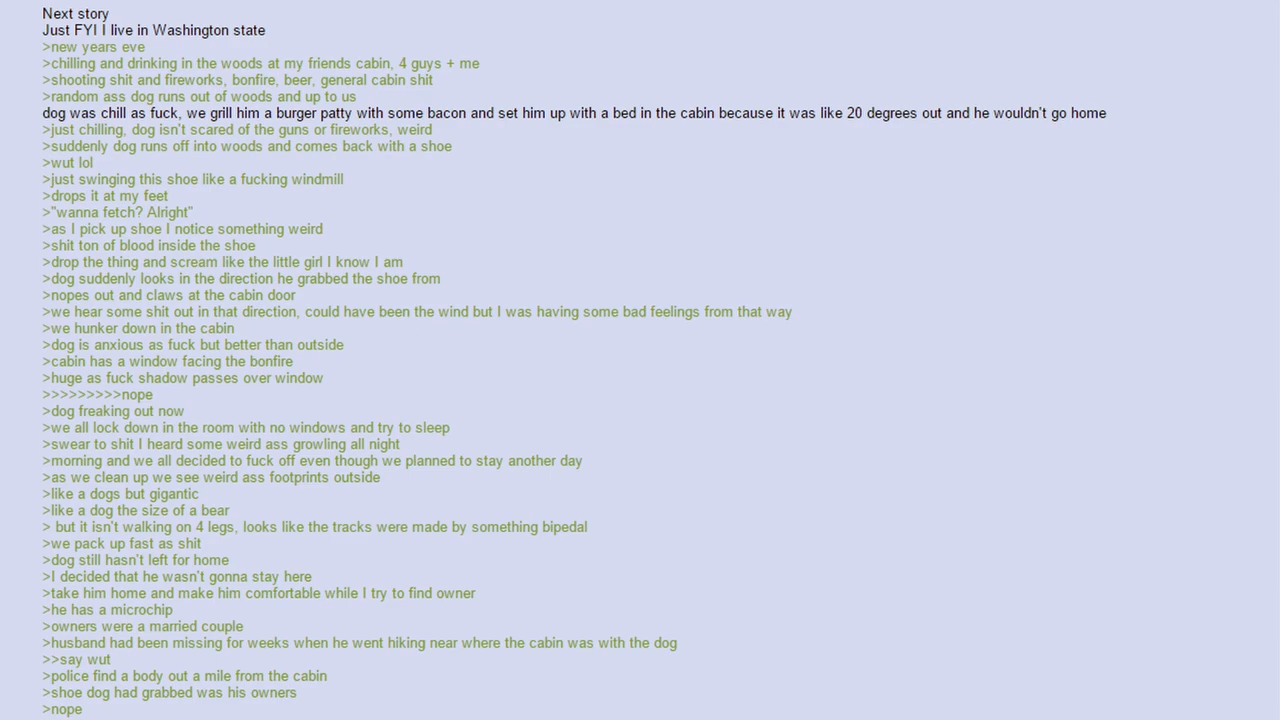 Next story
Just FYI I live in Washington state
>new years eve
>chilling and drinking in the woods at my friends cabin, 4 guys + me
>shooting shit and fireworks, bonfire, beer, general cabin shit
>random ass dog runs out of woods and up to us
dog was chill as fuck, we grill him a burger patty with some bacon and set him up with a bed in the cabin because it was like 20 degrees out and he wouldn't go home
>just chilling, dog isn't scared of the guns or fireworks, weird
>suddenly dog runs off into woods and comes back with a shoe
>wut lol
>just swinging this shoe like a fucking windmill
>drops it at my feet
>"wanna fetch? Alright"
>as I pick up shoe I notice something weird
>shit ton of blood inside the shoe
>drop the thing and scream like the little girl I know I am
>dog suddenly looks in the direction he grabbed the shoe from
>nopes out and claws at the cabin door
>we hear some shit out in that direction, could have been the wind but I was having some bad feelings from that way
>we hunker down in the cabin
>dog is anxious as fuck but better than outside
>cabin has a window facing the bonfire
>huge as fuck shadow passes over window
>>>>>>>>>nope
>dog freaking out now
>we all lock down in the room with no windows and try to sleep
>swear to shit I heard some weird ass growling all night
>morning and we all decided to fuck off even though we planned to stay another day
>as we clean up we see weird ass footprints outside
>like a dogs but gigantic
>like a dog the size of a bear
> but it isn't walking on 4 legs, looks like the tracks were made by something bipedal
>we pack up fast as shit
>dog still hasn't left for home
>I decided that he wasn't gonna stay here
>take him home and make him comfortable while I try to find owner
>he has a microchip
>owners were a married couple
>husband had been missing for weeks when he went hiking near where the cabin was with the dog
>>say wut
>police find a body out a mile from the cabin
>shoe dog had grabbed was his owners
>nope